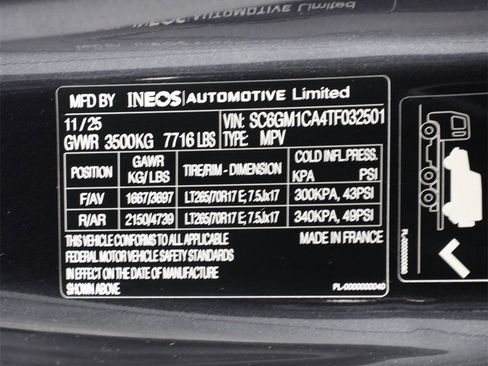 MFD BY INEOS | AUTOMOTIVE Limited
11/25 VIN: SC6GM1CA4TF032501
GVWR 3500KG 7716 LBS TYPE: MPV
POSITION GAWR KG/LBS TIRE/RIM - DIMENSION COLD INFL. PRESS. KPA PSI
F/AV 1667/3697 LT265/70R17 E; 7.5Jx17 300KPA, 43PSI
R/AR 2150/4739 LT265/70R17 E; 7.5Jx17 340KPA, 49PSI
THIS VEHICLE CONFORMS TO ALL APPLICABLE MADE IN FRANCE
FEDERAL MOTOR VEHICLE SAFETY STANDARDS
IN EFFECT ON THE DATE OF MANUFACTURE
SHOWN ABOVE PL-0000000040